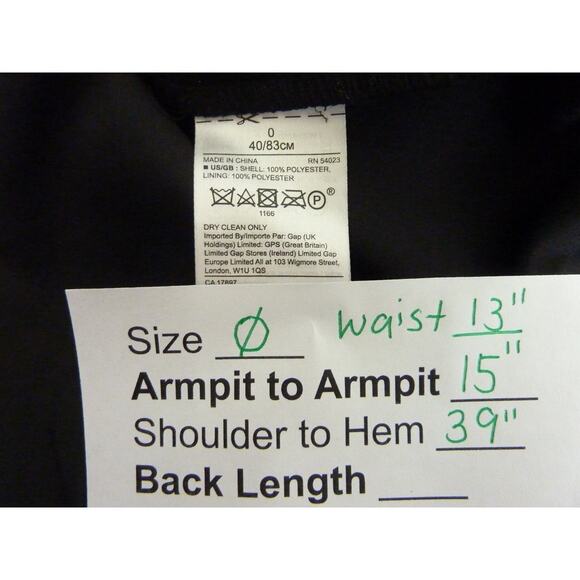 0
40/83CM
MADE IN CHINA RN 54023
■ US/GB : SHELL: 100% POLYESTER,
LINING: 100% POLYESTER
P
1166
DRY CLEAN ONLY
Imported By/Importe Par: Gap (UK
Holdings) Limited: GPS (Great Britain)
Limited Gap Stores (Ireland) Limited Gap
Europe Limited All at 103 Wigmore Street,
London, W1U 1QS
CA 17897
Size Ø waist 13"
Armpit to Armpit 15"
Shoulder to Hem 39"
Back Length